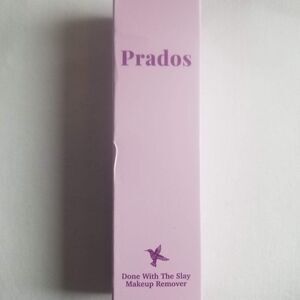 Prados
Done With The Slay
Makeup Remover